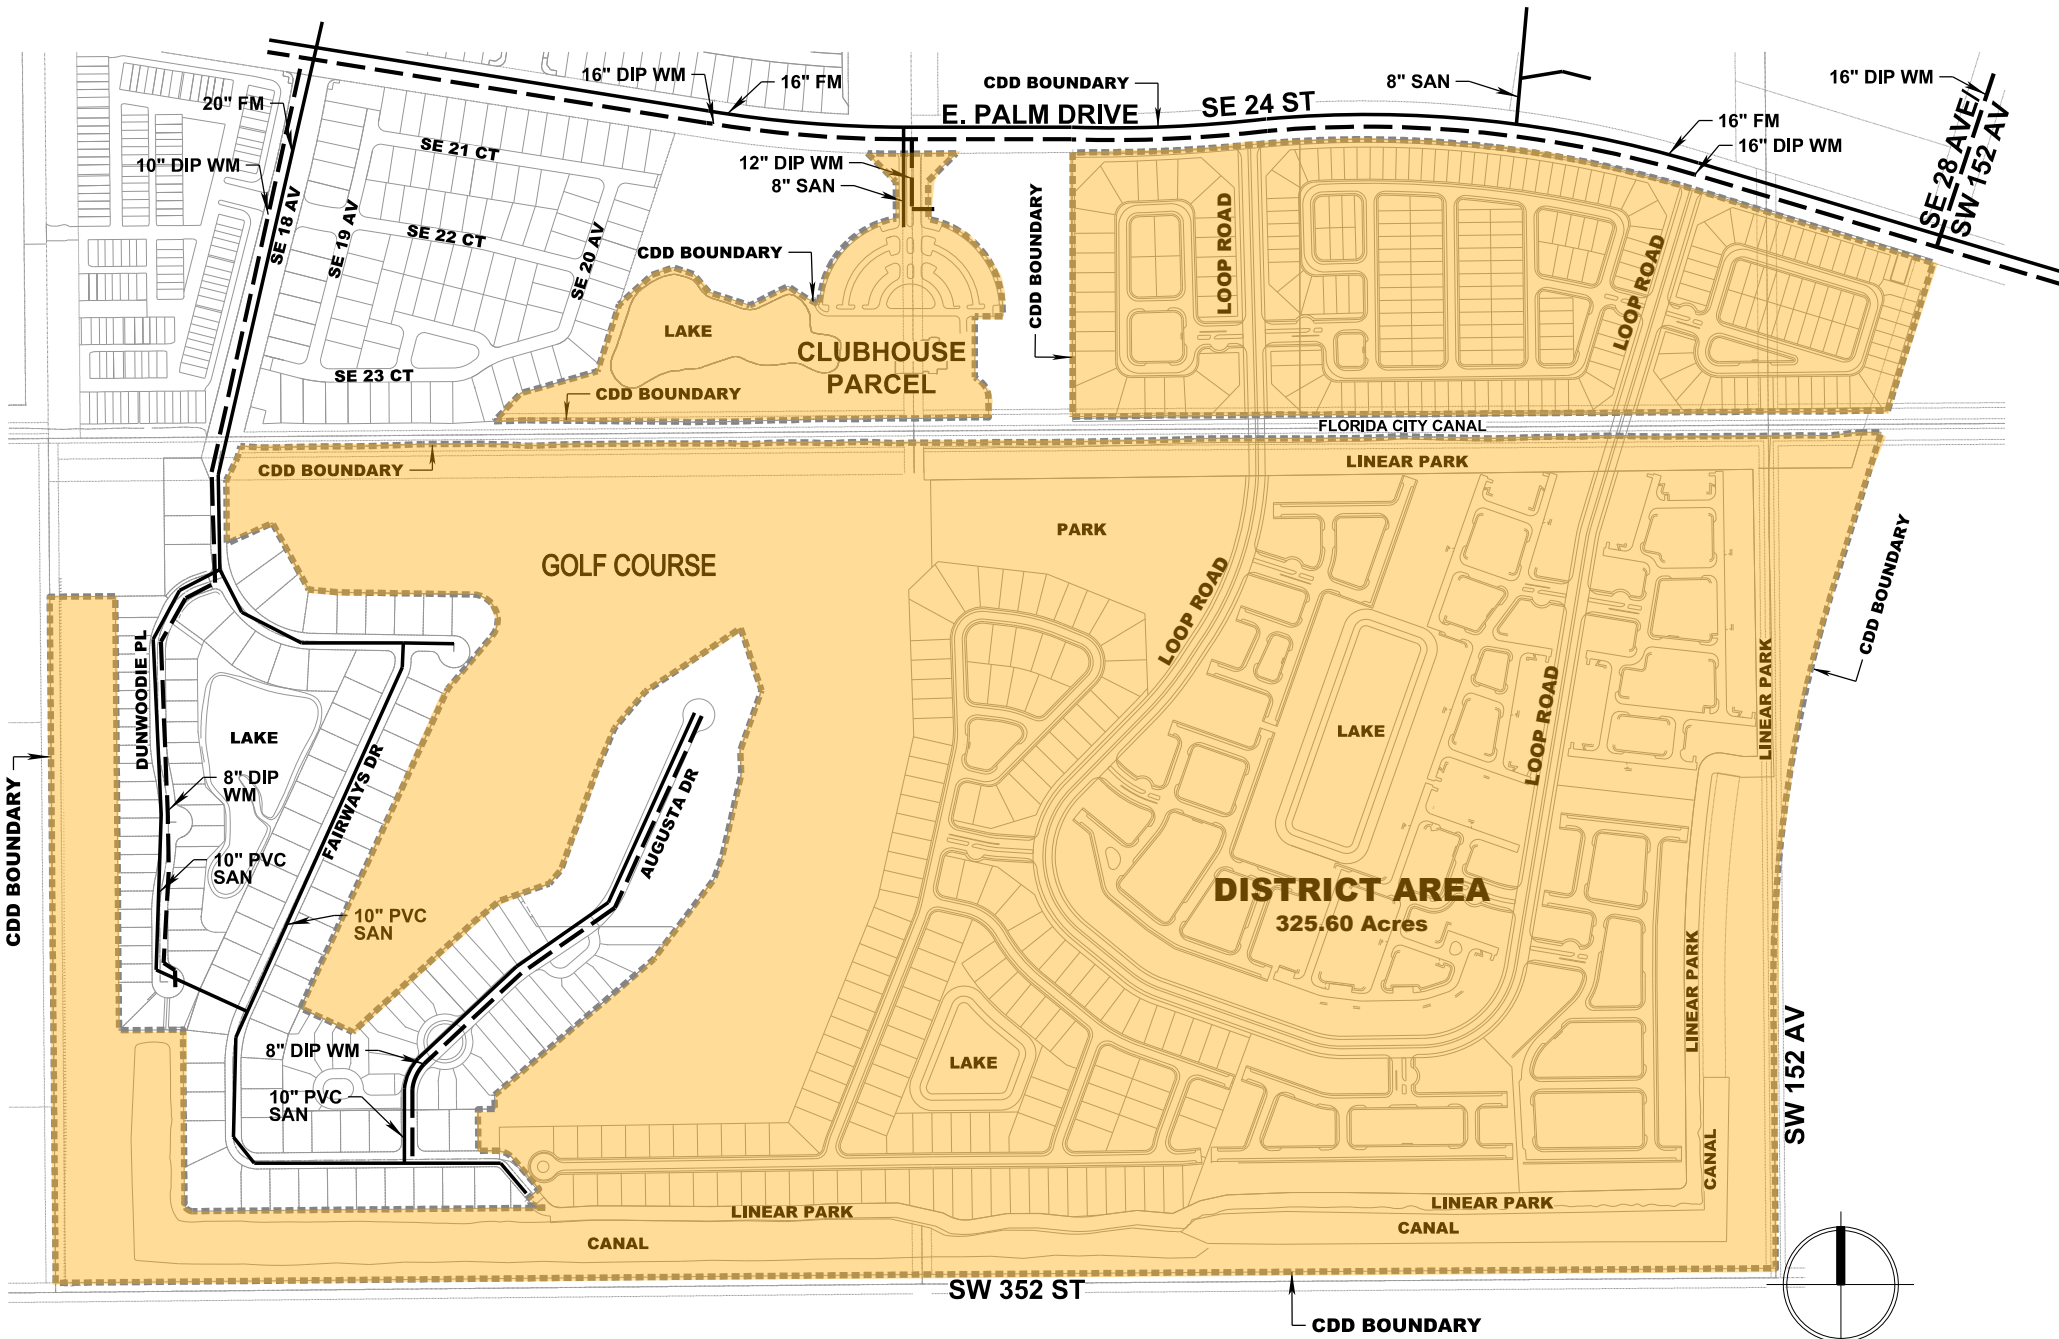 16" DIP WM
16" FM
CDD BOUNDARY
8" SAN
16" DIP WM
20" FM
E. PALM DRIVE
SE 24 ST
16" FM
16" DIP WM
SE 28 AVE/
SW 152 AV
10" DIP WM
SE 21 CT
12" DIP WM
8" SAN
SE 18 AV
SE 19 AV
SE 22 CT
SE 20 AV
CDD BOUNDARY
CDD BOUNDARY
LOOP ROAD
LOOP ROAD
LAKE
CLUBHOUSE
PARCEL
SE 23 CT
CDD BOUNDARY
FLORIDA CITY CANAL
CDD BOUNDARY
LINEAR PARK
PARK
GOLF COURSE
LOOP ROAD
CDD BOUNDARY
DUNWOODIE PL
LAKE
LAKE
LOOP ROAD
LINEAR PARK
8" DIP
WM
FAIRWAYS DR
AUGUSTA DR
CDD BOUNDARY
10" PVC
SAN
10" PVC
SAN
DISTRICT AREA
325.60 Acres
LINEAR PARK
8" DIP WM
LAKE
SW 152 AV
10" PVC
SAN
CANAL
LINEAR PARK
LINEAR PARK
CANAL
CANAL
SW 352 ST
CDD BOUNDARY